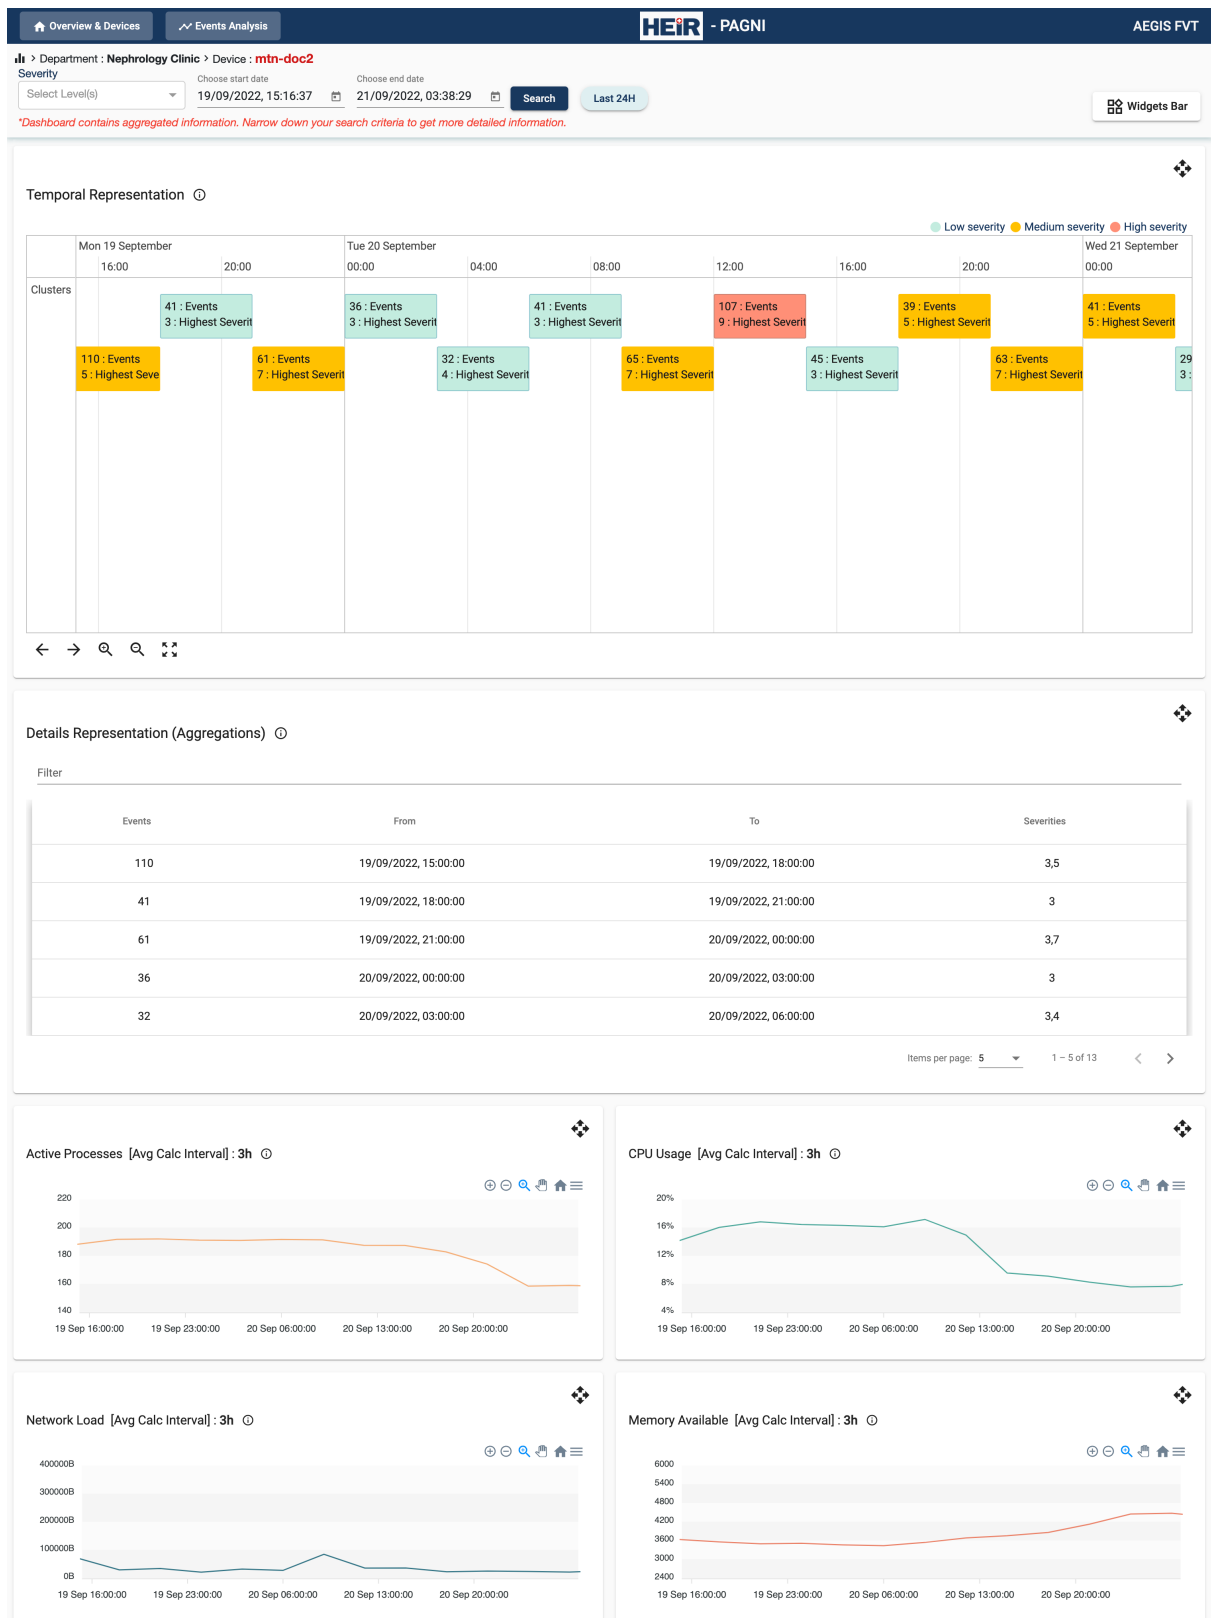 Overview & Devices
Events Analysis
HEiR - PAGNI
AEGIS FVT
> Department : Nephrology Clinic > Device : mtn-doc2
Severity
Select Level(s)
Choose start date
19/09/2022, 15:16:37
Choose end date
21/09/2022, 03:38:29
Search
Last 24H
Widgets Bar
*Dashboard contains aggregated information. Narrow down your search criteria to get more detailed information.
Temporal Representation
Low severity Medium severity High severity
Mon 19 September Tue 20 September Wed 21 September
16:00 20:00 00:00 04:00 08:00 12:00 16:00 20:00 00:00
Clusters
41 : Events
3 : Highest Severit
36 : Events
3 : Highest Severit
41 : Events
3 : Highest Severit
107 : Events
9 : Highest Severit
39 : Events
5 : Highest Severit
41 : Events
5 : Highest Severit
110 : Events
5 : Highest Seve
61 : Events
7 : Highest Severit
32 : Events
4 : Highest Severit
65 : Events
7 : Highest Severit
45 : Events
3 : Highest Severit
63 : Events
7 : Highest Severit
29
3 :
Details Representation (Aggregations)
Filter
Events From To Severities
110 19/09/2022, 15:00:00 19/09/2022, 18:00:00 3,5
41 19/09/2022, 18:00:00 19/09/2022, 21:00:00 3
61 19/09/2022, 21:00:00 20/09/2022, 00:00:00 3,7
36 20/09/2022, 00:00:00 20/09/2022, 03:00:00 3
32 20/09/2022, 03:00:00 20/09/2022, 06:00:00 3,4
Items per page: 5 1 – 5 of 13
Active Processes [Avg Calc Interval] : 3h
220
200
180
160
140
19 Sep 16:00:00 19 Sep 23:00:00 20 Sep 06:00:00 20 Sep 13:00:00 20 Sep 20:00:00
CPU Usage [Avg Calc Interval] : 3h
20%
16%
12%
8%
4%
19 Sep 16:00:00 19 Sep 23:00:00 20 Sep 06:00:00 20 Sep 13:00:00 20 Sep 20:00:00
Network Load [Avg Calc Interval] : 3h
400000B
300000B
200000B
100000B
0B
19 Sep 16:00:00 19 Sep 23:00:00 20 Sep 06:00:00 20 Sep 13:00:00 20 Sep 20:00:00
Memory Available [Avg Calc Interval] : 3h
6000
5400
4800
4200
3600
3000
2400
19 Sep 16:00:00 19 Sep 23:00:00 20 Sep 06:00:00 20 Sep 13:00:00 20 Sep 20:00:00